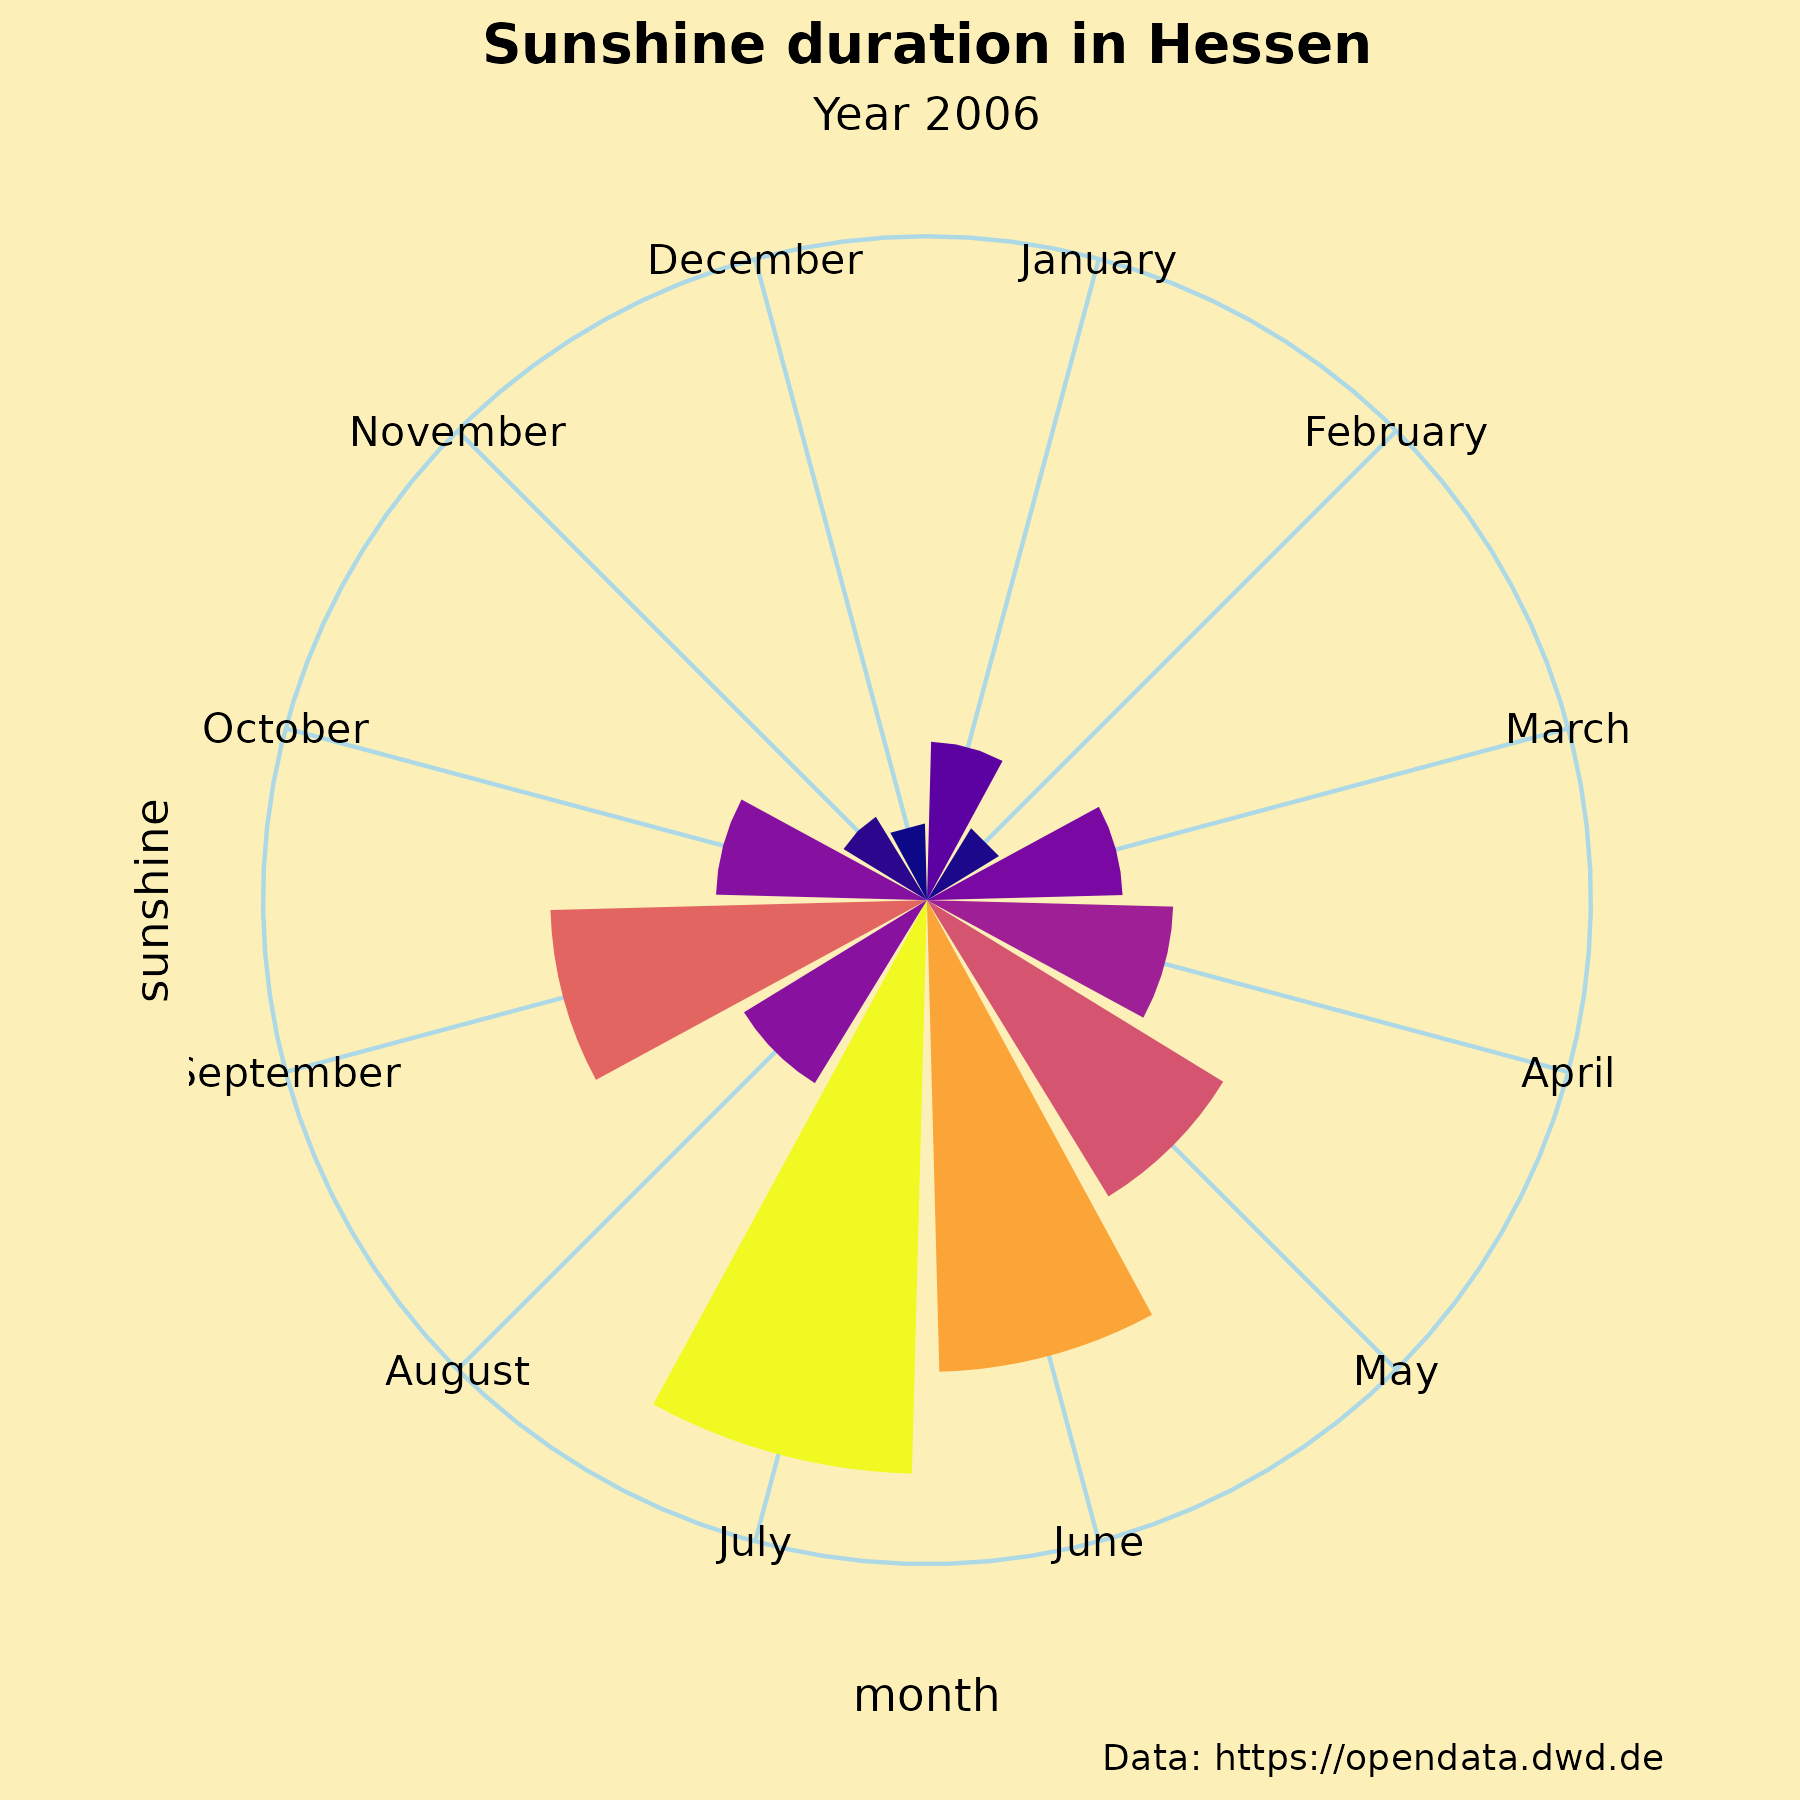 Sunshine duration in Hessen
Year 2006
December
January
November
February
October
March
sunshine
September
April
August
May
July
June
month
Data: https://opendata.dwd.de